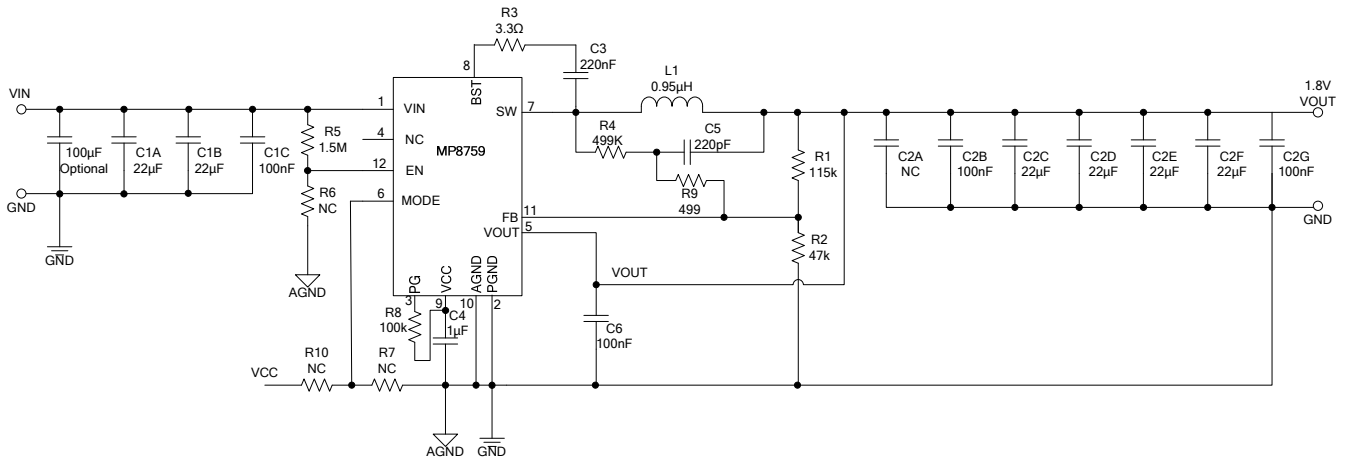 R3
3.3Ω
C3
220nF
8
BST
L1
0.95µH
VIN
1
VIN
SW
7
1.8V
VOUT
100µF
Optional
C1A
22µF
C1B
22µF
C1C
100nF
R5
1.5M
4
NC
MP8759
12
EN
R6
NC
6
MODE
R4
499K
C5
220pF
R9
499
R1
115k
C2A
NC
C2B
100nF
C2C
22µF
C2D
22µF
C2E
22µF
C2F
22µF
C2G
100nF
GND
GND
FB
11
VOUT
5
R2
47k
GND
AGND
PG
VCC
AGND
PGND
3
9
10
2
VOUT
R8
100k
C4
1µF
C6
100nF
VCC
R10
NC
R7
NC
AGND
GND